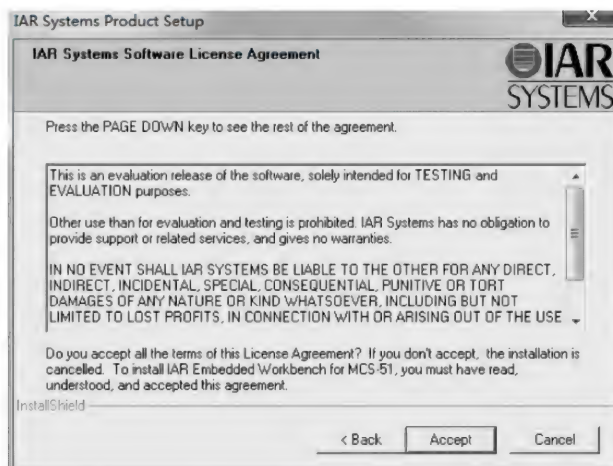 IAR Systems Product Setup
X
IAR Systems Software License Agreement
IAR
SYSTEMS
Press the PAGE DOWN key to see the rest of the agreement.
This is an evaluation release of the software, solely intended for TESTING and
EVALUATION purposes.
Other use than for evaluation and testing is prohibited. IAR Systems has no obligation to
provide support or related services, and gives no warranties.
IN NO EVENT SHALL IAR SYSTEMS BE LIABLE TO THE OTHER FOR ANY DIRECT,
INDIRECT, INCIDENTAL, SPECIAL, CONSEQUENTIAL, PUNITIVE OR TORT
DAMAGES OF ANY NATURE OR KIND WHATSOEVER, INCLUDING BUT NOT
LIMITED TO LOST PROFITS, IN CONNECTION WITH OR ARISING OUT OF THE USE
Do you accept all the terms of this License Agreement? If you don't accept, the installation is
cancelled. To install IAR Embedded Workbench for MCS-51, you must have read,
understood, and accepted this agreement.
InstallShield
< Back Accept Cancel